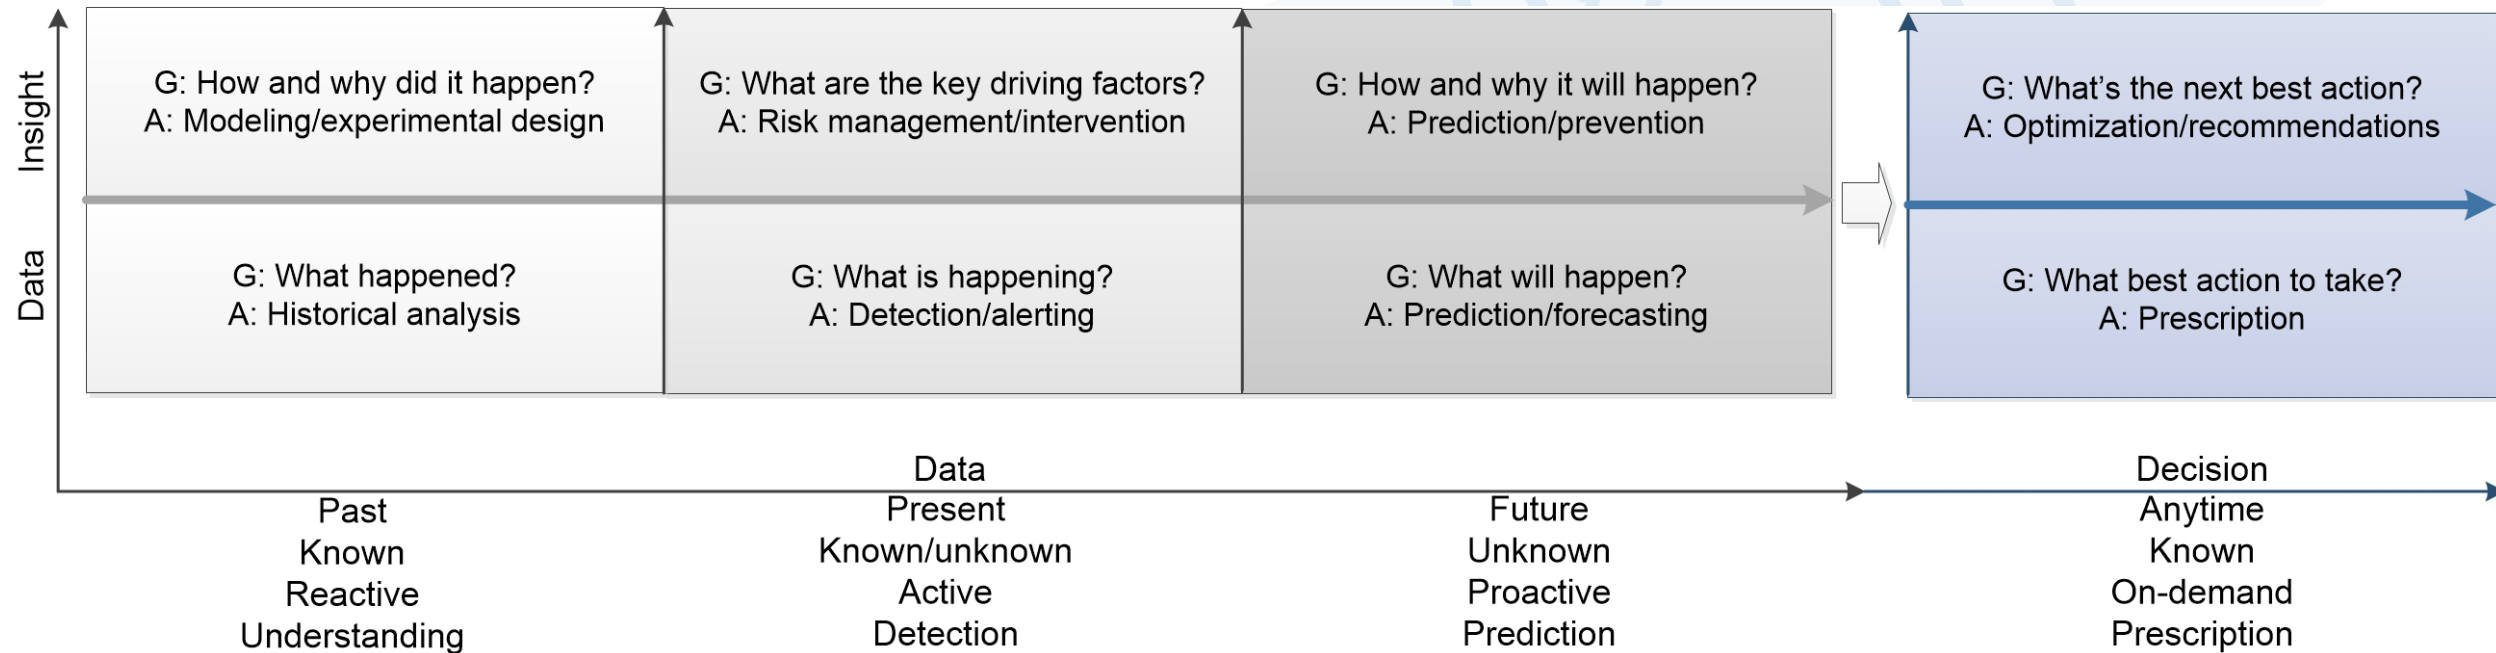 Insight
G: How and why did it happen?
A: Modeling/experimental design
G: What are the key driving factors?
A: Risk management/intervention
G: How and why it will happen?
A: Prediction/prevention
G: What's the next best action?
A: Optimization/recommendations
Data
G: What happened?
A: Historical analysis
G: What is happening?
A: Detection/alerting
G: What will happen?
A: Prediction/forecasting
G: What best action to take?
A: Prescription
Data
Decision
Past
Known
Reactive
Understanding
Present
Known/unknown
Active
Detection
Future
Unknown
Proactive
Prediction
Anytime
Known
On-demand
Prescription